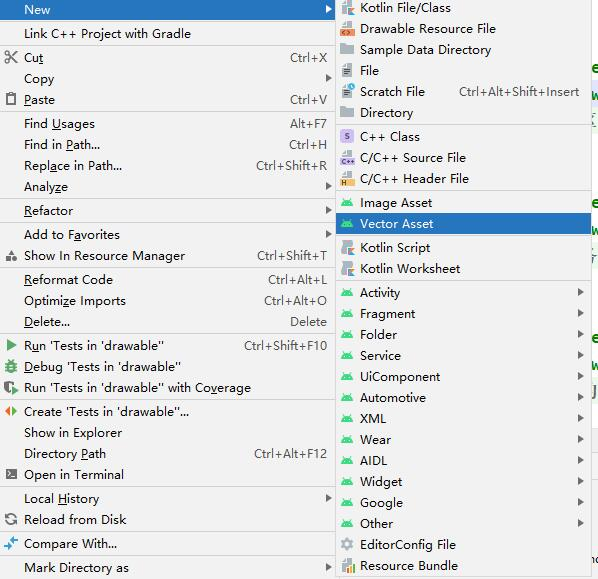 New
Link C++ Project with Gradle
Cut Ctrl+X
Copy
Paste Ctrl+V
Find Usages Alt+F7
Find in Path... Ctrl+H
Replace in Path... Ctrl+Shift+R
Analyze
Refactor
Add to Favorites
Show In Resource Manager Ctrl+Shift+T
Reformat Code Ctrl+Alt+L
Optimize Imports Ctrl+Alt+O
Delete... Delete
Run 'Tests in 'drawable'' Ctrl+Shift+F10
Debug 'Tests in 'drawable''
Run 'Tests in 'drawable'' with Coverage
Create 'Tests in 'drawable''...
Show in Explorer
Directory Path Ctrl+Alt+F12
Open in Terminal
Local History
Reload from Disk
Compare With...
Mark Directory as
Kotlin File/Class
Drawable Resource File
Sample Data Directory
File
Scratch File Ctrl+Alt+Shift+Insert
Directory
C++ Class
C/C++ Source File
C/C++ Header File
Image Asset
Vector Asset
Kotlin Script
Kotlin Worksheet
Activity
Fragment
Folder
Service
UiComponent
Automotive
XML
Wear
AIDL
Widget
Google
Other
EditorConfig File
Resource Bundle